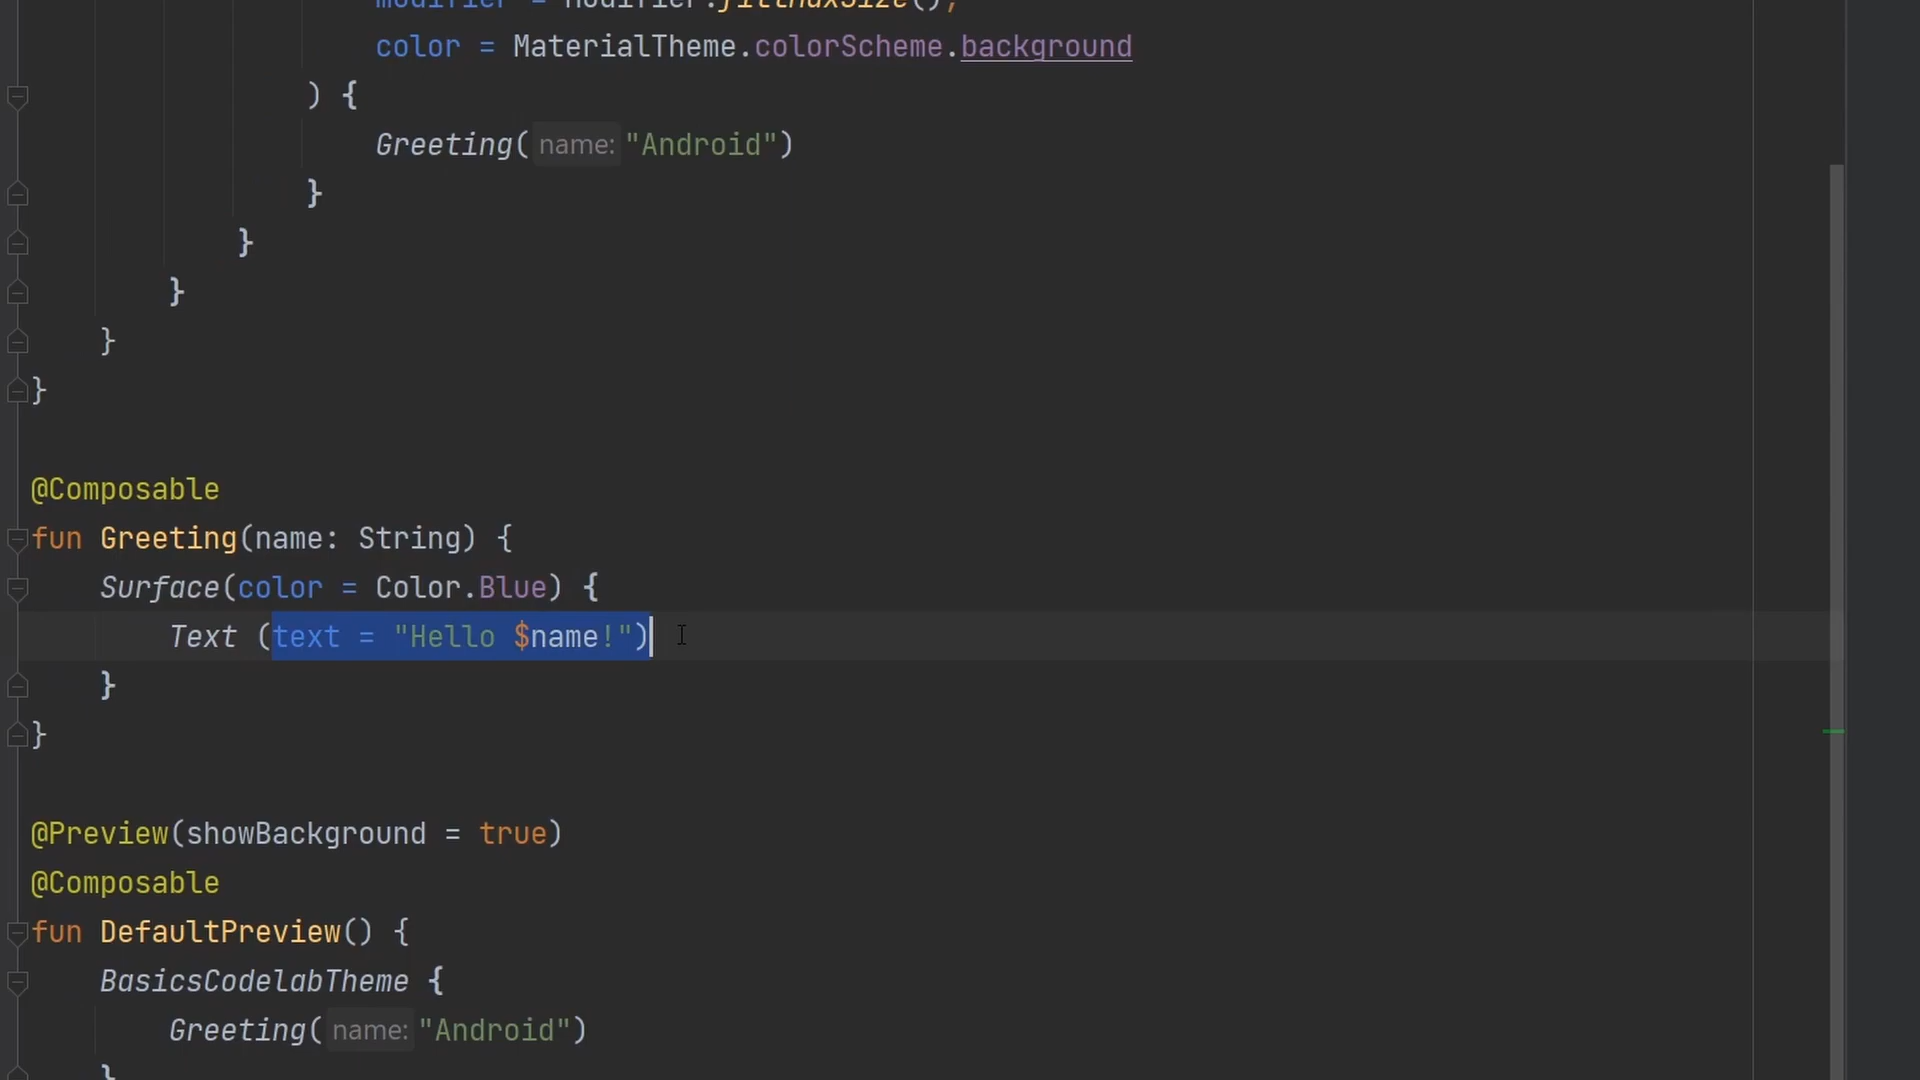 color = MaterialTheme.colorScheme.background
) {
Greeting( name: "Android")
}
}
}
}
}
@Composable
fun Greeting(name: String) {
Surface(color = Color.Blue) {
Text (text = "Hello $name!")
}
}
@Preview(showBackground = true)
@Composable
fun DefaultPreview() {
BasicsCodelabTheme {
Greeting( name: "Android")
}